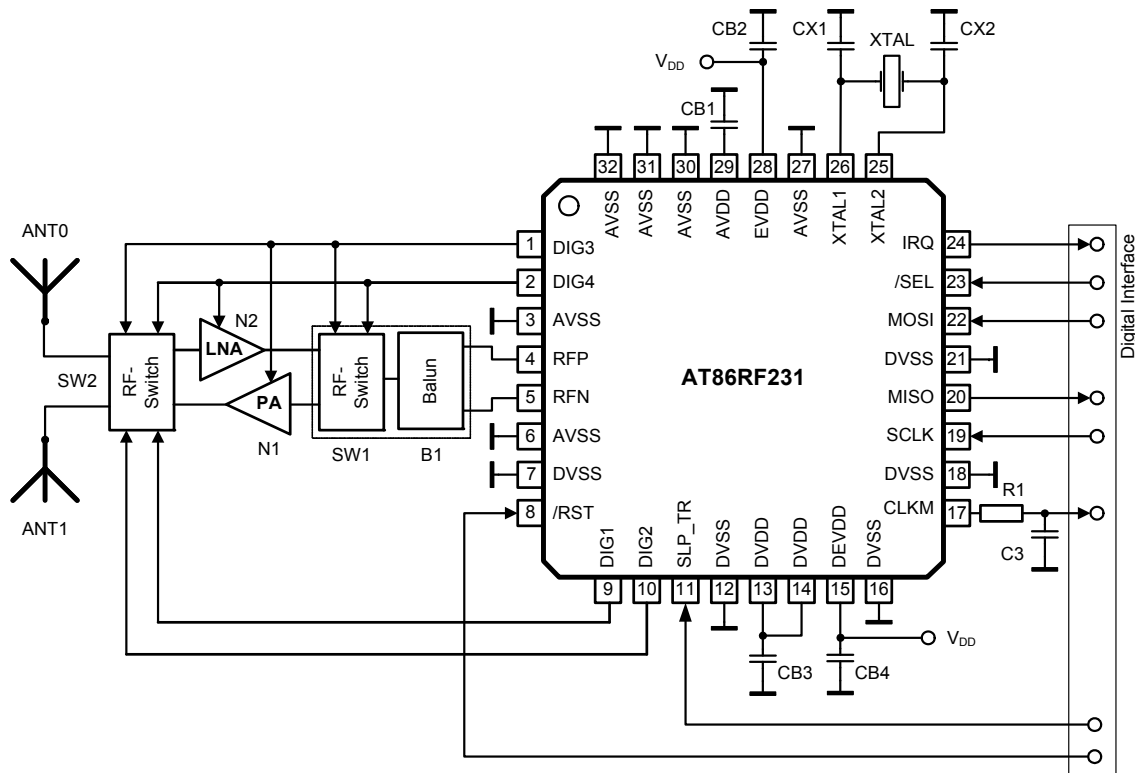 CB2
CX1
XTAL
CX2
V_DD
CB1
32
31
30
29
28
27
26
25
AVSS
AVSS
AVSS
AVDD
EVDD
AVSS
XTAL1
XTAL2
ANT0
ANT1
SW2
RF-
Switch
N2
LNA
PA
N1
RF-
Switch
SW1
Balun
B1
1 DIG3
2 DIG4
3 AVSS
4 RFP
5 RFN
6 AVSS
7 DVSS
8 /RST
AT86RF231
IRQ 24
/SEL 23
MOSI 22
DVSS 21
MISO 20
SCLK 19
DVSS 18
CLKM 17
R1
C3
Digital Interface
DIG1
DIG2
SLP_TR
DVSS
DVDD
DVDD
DEVDD
DVSS
9
10
11
12
13
14
15
16
V_DD
CB3
CB4